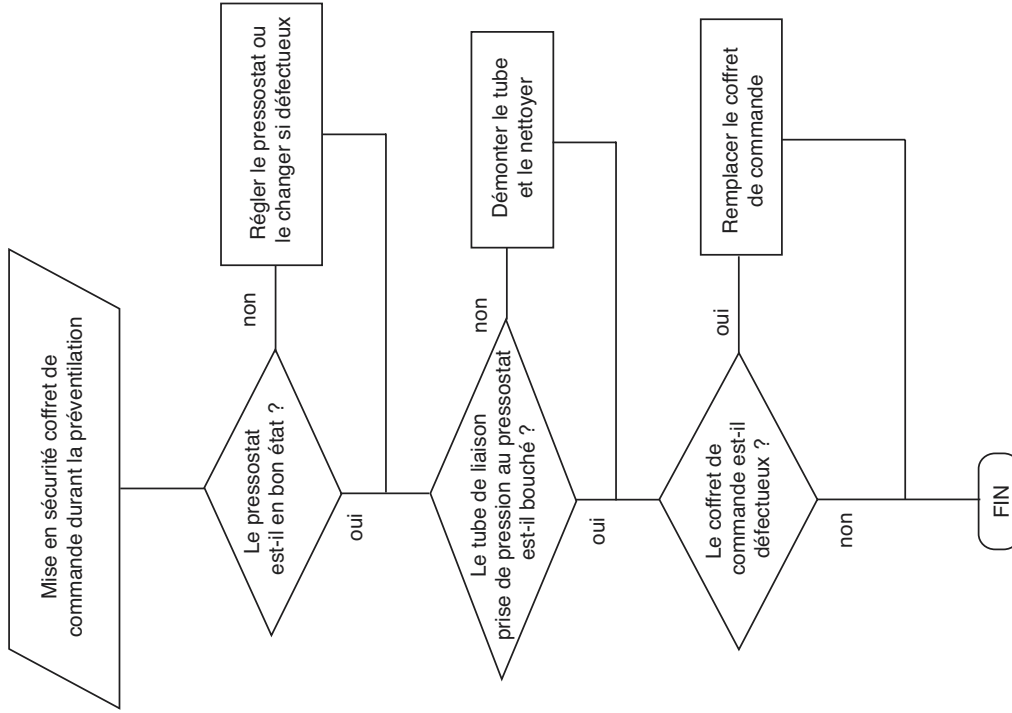 Mise en sécurité coffret de
commande durant la préventilation
Le pressostat
est-il en bon état ?
non
Régler le pressostat ou
le changer si défectueux
oui
Le tube de liaison
prise de pression au pressostat
est-il bouché ?
non
Démonter le tube
et le nettoyer
oui
Le coffret de
commande est-il
défectueux ?
oui
Remplacer le coffret
de commande
non
FIN